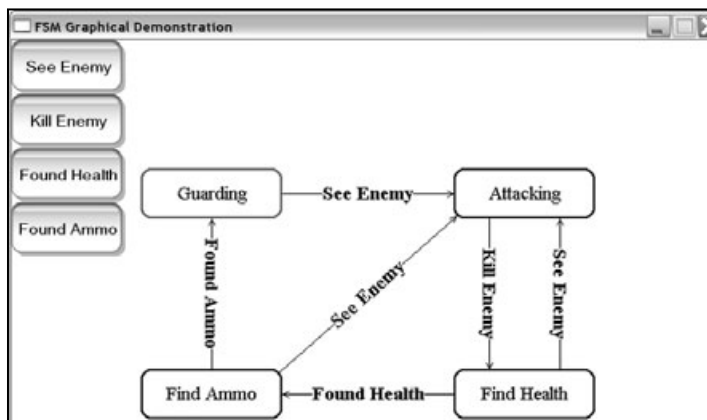 FSM Graphical Demonstration
See Enemy
Kill Enemy
Found Health
Found Ammo
Guarding
See Enemy
Attacking
Found Ammo
See Enemy
Kill Enemy
See Enemy
Find Ammo
Found Health
Find Health